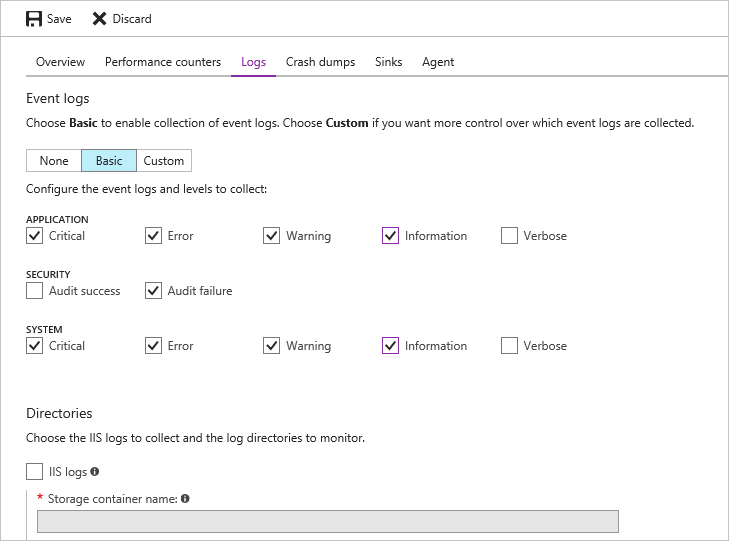 Save Discard
Overview Performance counters Logs Crash dumps Sinks Agent
Event logs
Choose Basic to enable collection of event logs. Choose Custom if you want more control over which event logs are collected.
None Basic Custom
Configure the event logs and levels to collect:
APPLICATION
Critical Error Warning Information Verbose
SECURITY
Audit success Audit failure
SYSTEM
Critical Error Warning Information Verbose
Directories
Choose the IIS logs to collect and the log directories to monitor.
IIS logs
* Storage container name: